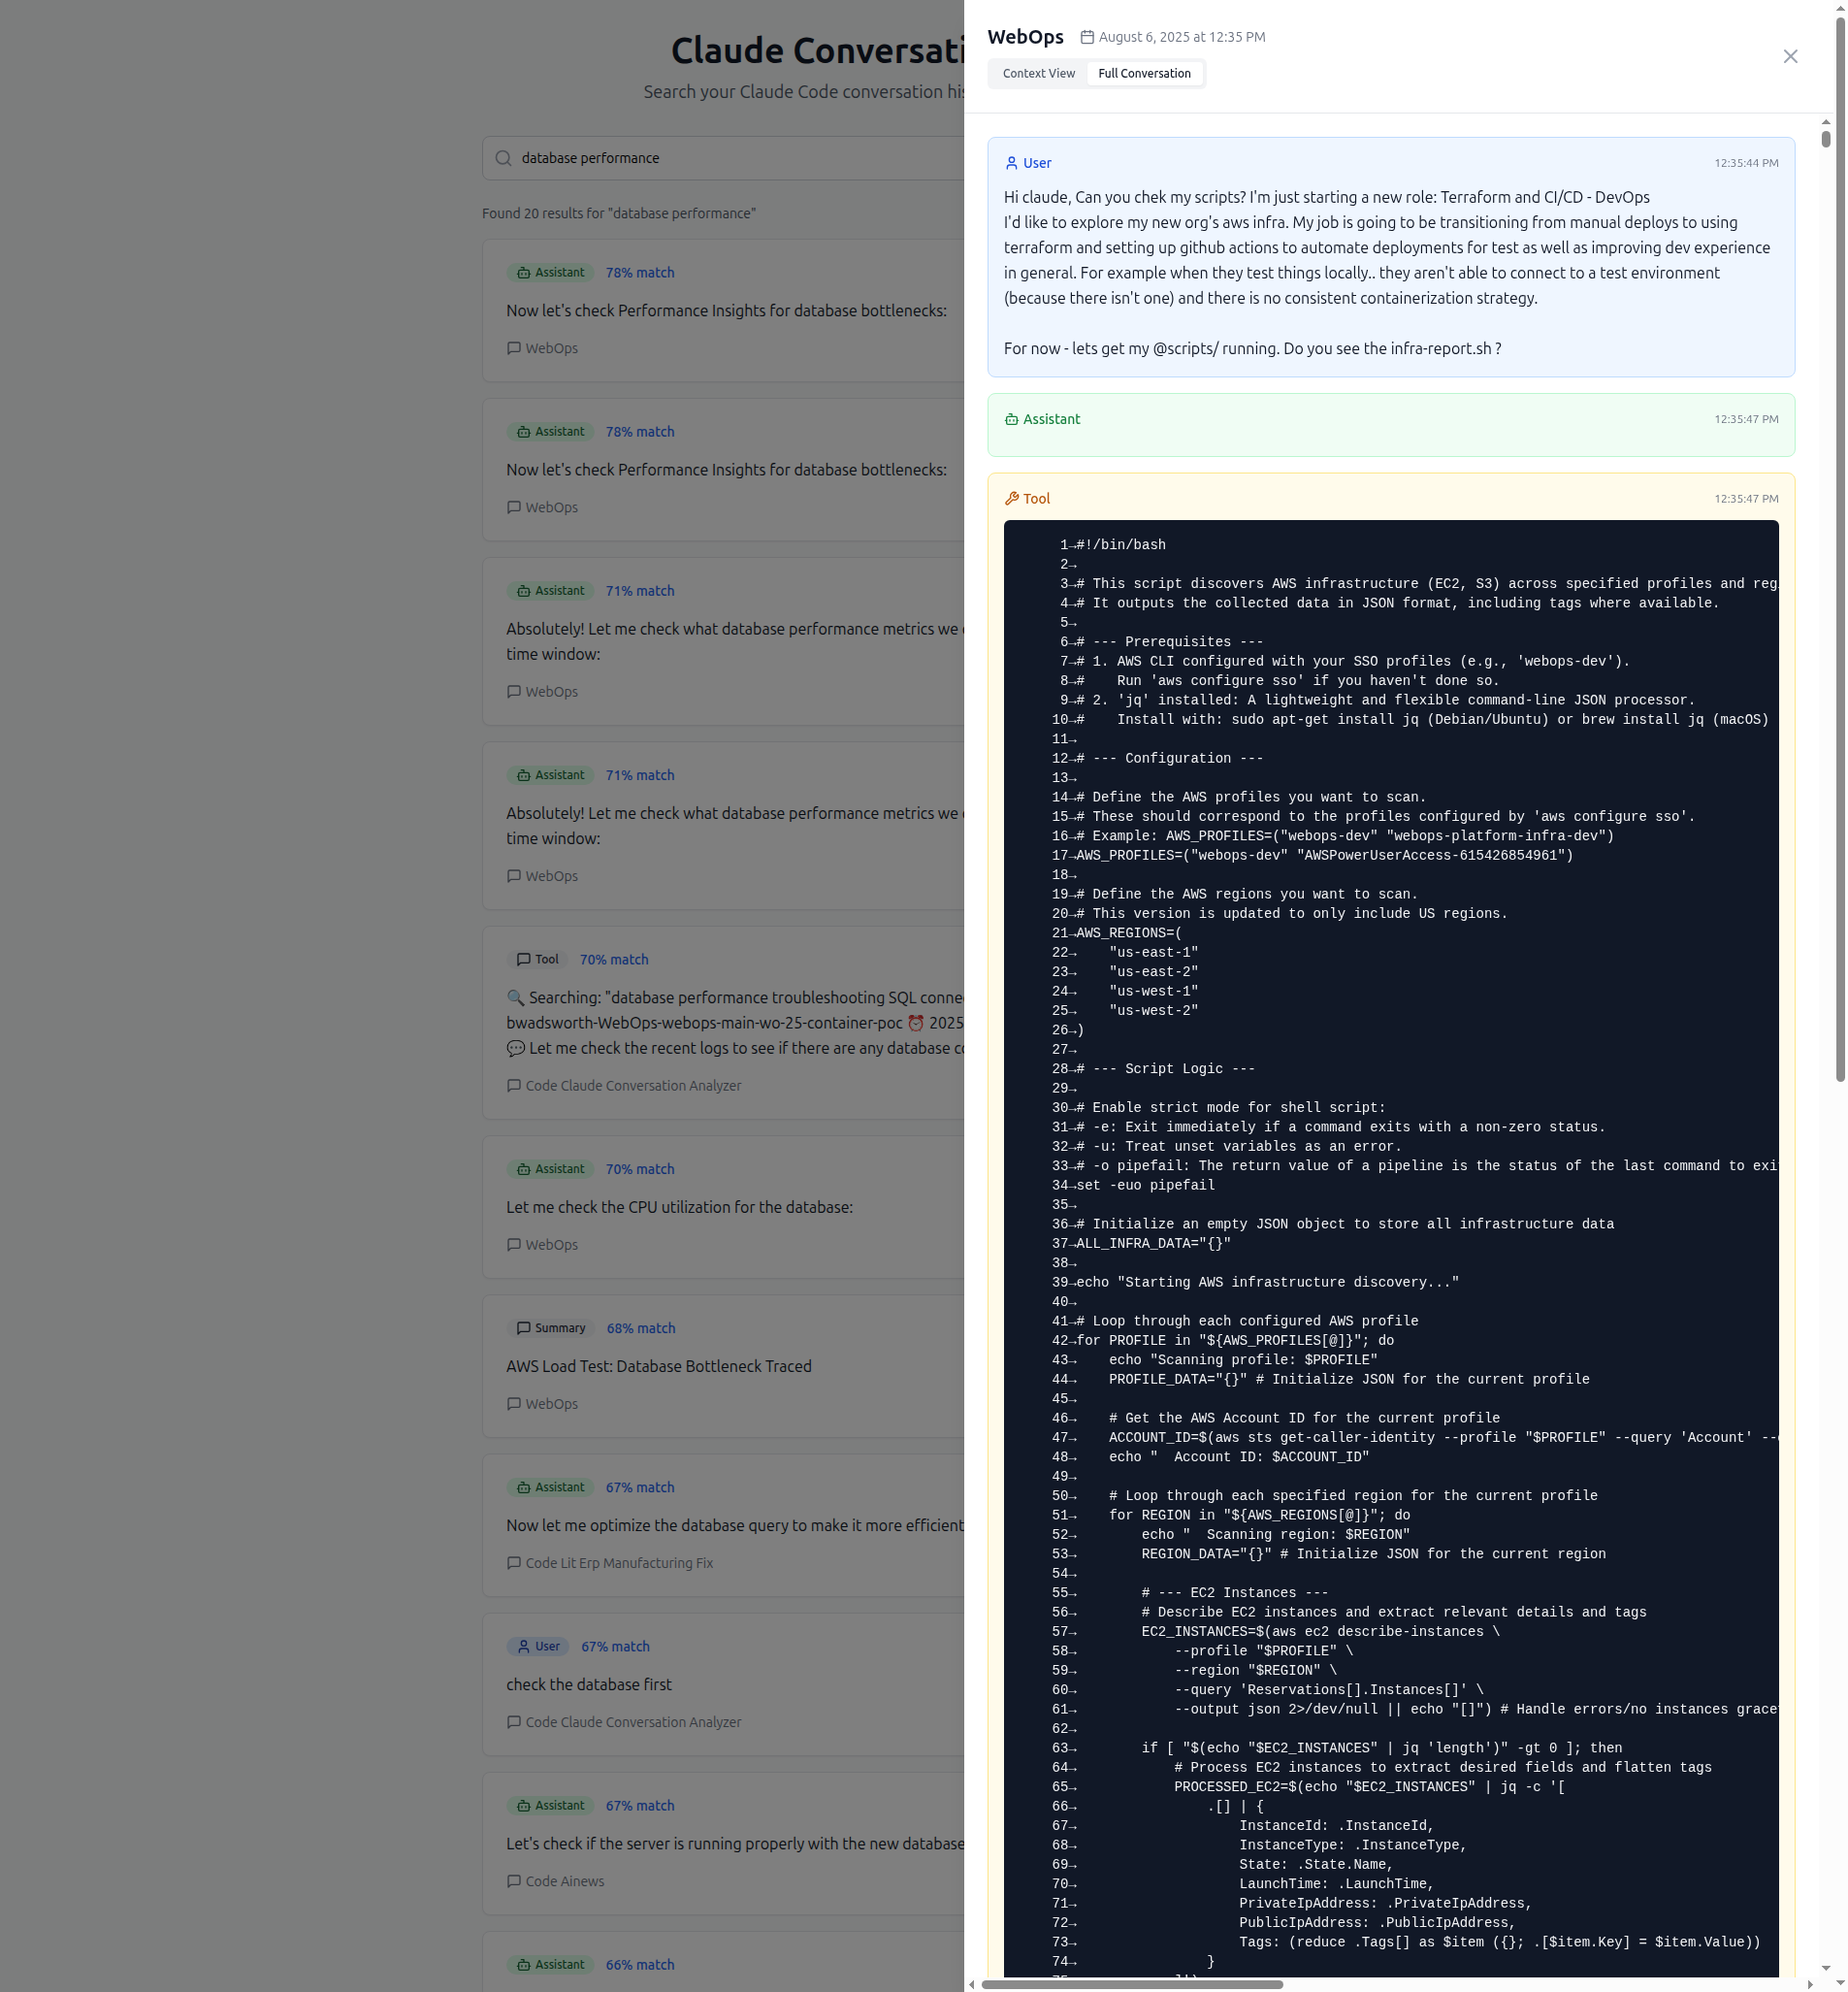 Claude Conversati
Search your Claude Code conversation his
database performance
Found 20 results for "database performance"
Assistant 78% match
Now let's check Performance Insights for database bottlenecks:
WebOps
Assistant 78% match
Now let's check Performance Insights for database bottlenecks:
WebOps
Assistant 71% match
Absolutely! Let me check what database performance metrics we
time window:
WebOps
Assistant 71% match
Absolutely! Let me check what database performance metrics we
time window:
WebOps
Tool 70% match
🔍 Searching: "database performance troubleshooting SQL conne
bwadsworth-WebOps-webops-main-wo-25-container-poc ⏰ 2025
💬 Let me check the recent logs to see if there are any database co
Code Claude Conversation Analyzer
Assistant 70% match
Let me check the CPU utilization for the database:
WebOps
Summary 68% match
AWS Load Test: Database Bottleneck Traced
WebOps
Assistant 67% match
Now let me optimize the database query to make it more efficient
Code Lit Erp Manufacturing Fix
User 67% match
check the database first
Code Claude Conversation Analyzer
Assistant 67% match
Let's check if the server is running properly with the new database
Code Ainews
Assistant 66% match
WebOps August 6, 2025 at 12:35 PM
Context View Full Conversation
User 12:35:44 PM
Hi claude, Can you chek my scripts? I'm just starting a new role: Terraform and CI/CD - DevOps
I'd like to explore my new org's aws infra. My job is going to be transitioning from manual deploys to using
terraform and setting up github actions to automate deployments for test as well as improving dev experience
in general. For example when they test things locally.. they aren't able to connect to a test environment
(because there isn't one) and there is no consistent containerization strategy.
For now - lets get my @scripts/ running. Do you see the infra-report.sh ?
Assistant 12:35:47 PM
Tool 12:35:47 PM
1→#!/bin/bash
2→
3→# This script discovers AWS infrastructure (EC2, S3) across specified profiles and reg
4→# It outputs the collected data in JSON format, including tags where available.
5→
6→# --- Prerequisites ---
7→# 1. AWS CLI configured with your SSO profiles (e.g., 'webops-dev').
8→#    Run 'aws configure sso' if you haven't done so.
9→# 2. 'jq' installed: A lightweight and flexible command-line JSON processor.
10→#    Install with: sudo apt-get install jq (Debian/Ubuntu) or brew install jq (macOS)
11→
12→# --- Configuration ---
13→
14→# Define the AWS profiles you want to scan.
15→# These should correspond to the profiles configured by 'aws configure sso'.
16→# Example: AWS_PROFILES=("webops-dev" "webops-platform-infra-dev")
17→AWS_PROFILES=("webops-dev" "AWSPowerUserAccess-615426854961")
18→
19→# Define the AWS regions you want to scan.
20→# This version is updated to only include US regions.
21→AWS_REGIONS=(
22→    "us-east-1"
23→    "us-east-2"
24→    "us-west-1"
25→    "us-west-2"
26→)
27→
28→# --- Script Logic ---
29→
30→# Enable strict mode for shell script:
31→# -e: Exit immediately if a command exits with a non-zero status.
32→# -u: Treat unset variables as an error.
33→# -o pipefail: The return value of a pipeline is the status of the last command to exi
34→set -euo pipefail
35→
36→# Initialize an empty JSON object to store all infrastructure data
37→ALL_INFRA_DATA="{}"
38→
39→echo "Starting AWS infrastructure discovery..."
40→
41→# Loop through each configured AWS profile
42→for PROFILE in "${AWS_PROFILES[@]}"; do
43→    echo "Scanning profile: $PROFILE"
44→    PROFILE_DATA="{}" # Initialize JSON for the current profile
45→
46→    # Get the AWS Account ID for the current profile
47→    ACCOUNT_ID=$(aws sts get-caller-identity --profile "$PROFILE" --query 'Account' --
48→    echo "  Account ID: $ACCOUNT_ID"
49→
50→    # Loop through each specified region for the current profile
51→    for REGION in "${AWS_REGIONS[@]}"; do
52→        echo "  Scanning region: $REGION"
53→        REGION_DATA="{}" # Initialize JSON for the current region
54→
55→        # --- EC2 Instances ---
56→        # Describe EC2 instances and extract relevant details and tags
57→        EC2_INSTANCES=$(aws ec2 describe-instances \
58→            --profile "$PROFILE" \
59→            --region "$REGION" \
60→            --query 'Reservations[].Instances[]' \
61→            --output json 2>/dev/null || echo "[]") # Handle errors/no instances grace
62→
63→        if [ "$(echo "$EC2_INSTANCES" | jq 'length')" -gt 0 ]; then
64→            # Process EC2 instances to extract desired fields and flatten tags
65→            PROCESSED_EC2=$(echo "$EC2_INSTANCES" | jq -c '[
66→                .[] | {
67→                    InstanceId: .InstanceId,
68→                    InstanceType: .InstanceType,
69→                    State: .State.Name,
70→                    LaunchTime: .LaunchTime,
71→                    PrivateIpAddress: .PrivateIpAddress,
72→                    PublicIpAddress: .PublicIpAddress,
73→                    Tags: (reduce .Tags[] as $item ({}; .[$item.Key] = $item.Value))
74→                }